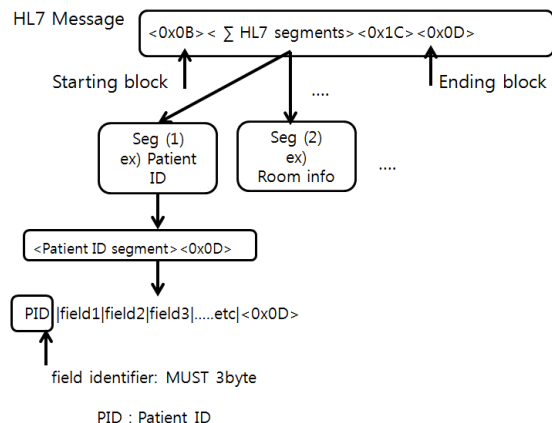 HL7 Message
<0x0B>< ∑ HL7 segments><0x1C><0x0D>
Starting block
Ending block
....
Seg (1)
ex) Patient
ID
Seg (2)
ex)
Room info
....
<Patient ID segment><0x0D>
PID |field1|field2|field3|.....etc|<0x0D>
field identifier: MUST 3byte
PID : Patient ID